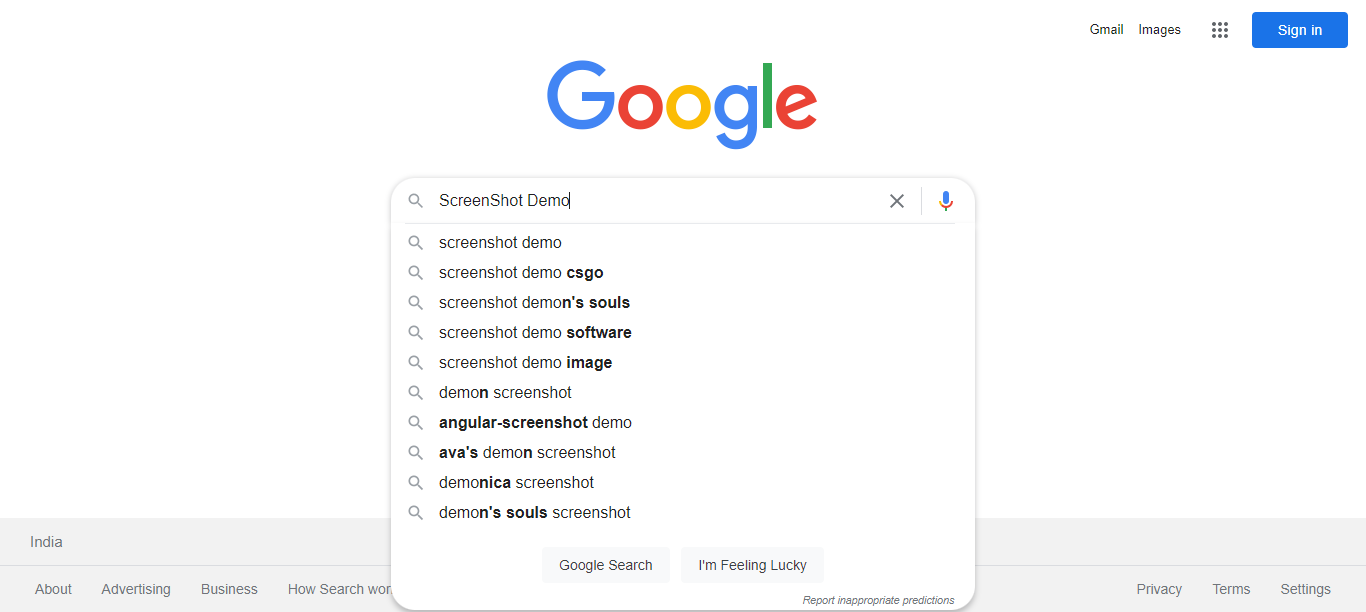 Gmail Images Sign in
Google
ScreenShot Demo
screenshot demo
screenshot demo csgo
screenshot demon's souls
screenshot demo software
screenshot demo image
demon screenshot
angular-screenshot demo
ava's demon screenshot
demonica screenshot
demon's souls screenshot
Google Search I'm Feeling Lucky
Report inappropriate predictions
India
About Advertising Business How Search Privacy Terms Settings